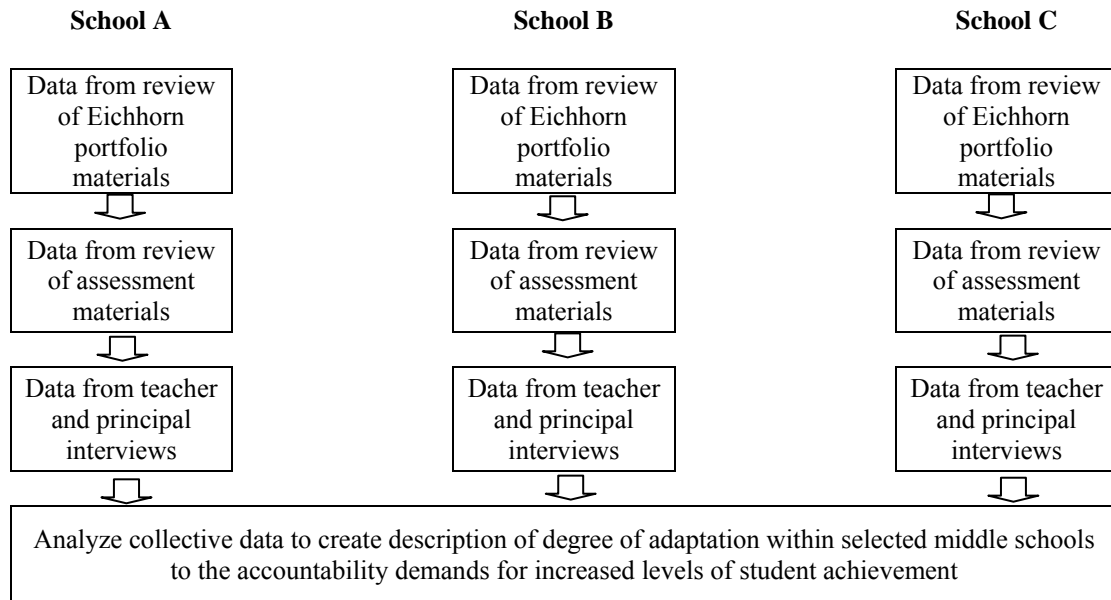 School A
School B
School C
Data from review
of Eichhorn
portfolio
materials
Data from review
of Eichhorn
portfolio
materials
Data from review
of Eichhorn
portfolio
materials
Data from review
of assessment
materials
Data from review
of assessment
materials
Data from review
of assessment
materials
Data from teacher
and principal
interviews
Data from teacher
and principal
interviews
Data from teacher
and principal
interviews
Analyze collective data to create description of degree of adaptation within selected middle schools
to the accountability demands for increased levels of student achievement